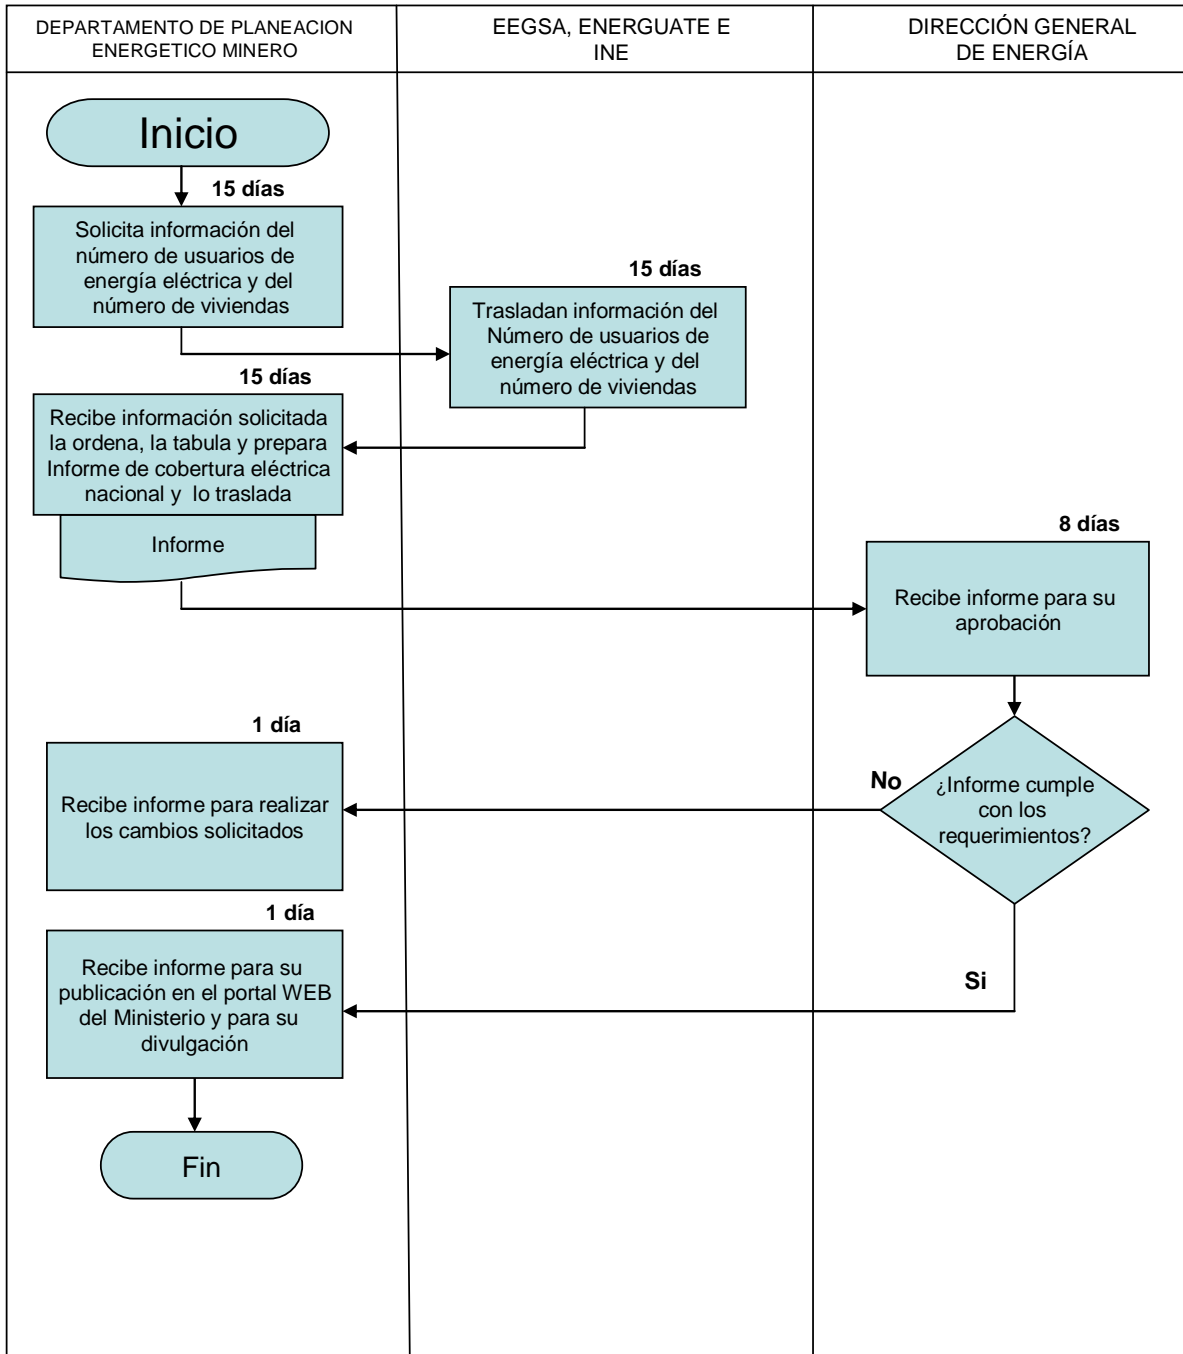 DEPARTAMENTO DE PLANEACION
ENERGETICO MINERO
EEGSA, ENERGUATE E
INE
DIRECCIÓN GENERAL
DE ENERGÍA
Inicio
15 días
Solicita información del
número de usuarios de
energía eléctrica y del
número de viviendas
15 días
Trasladan información del
Número de usuarios de
energía eléctrica y del
número de viviendas
15 días
Recibe información solicitada
la ordena, la tabula y prepara
Informe de cobertura eléctrica
nacional y lo traslada
Informe
8 días
Recibe informe para su
aprobación
¿Informe cumple
con los
requerimientos?
No
1 día
Recibe informe para realizar
los cambios solicitados
Si
1 día
Recibe informe para su
publicación en el portal WEB
del Ministerio y para su
divulgación
Fin